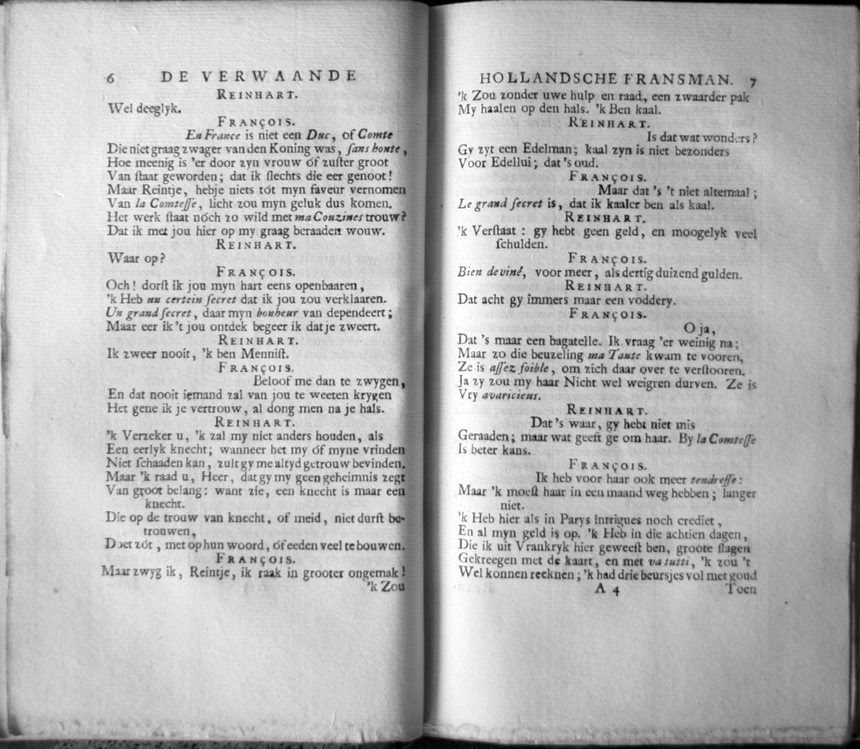 6 DE VERWAANDE
REINHART.
Wel deeglyk.
FRANÇOIS.
En France is niet een Duc, of Comte
Die niet graag zwager van den Koning was, ſans honte,
Hoe meenig is 'er door zyn vrouw óf zuſter groot
Van ſtaat geworden; dat ik ſlechts die eer genoot!
Maar Reintje, hebje niets tót myn faveur vernomen
Van la Comteſſe, licht zou myn geluk dus komen.
Het werk ſtaat nóch zo wild met ma Couzines trouw?
Dat ik met jou hier op my graag beraaden wouw.
REINHART.
Waar op?
FRANÇOIS.
Och! dorſt ik jou myn hart eens openbaaren,
'k Heb un certein ſecret dat ik jou zou verklaaren.
Un grand ſecret, daar myn bonheur van dependeert;
Maar eer ik 't jou ontdek begeer ik dat je zweert.
REINHART.
Ik zweer nooit, 'k ben Menniſt.
FRANÇOIS.
Beloof me dan te zwygen,
En dat nooit iemand zal van jou te weeten krygen
Het gene ik je vertrouw, al dong men na je hals.
REINHART.
'k Verzeker u, 'k zal my niet anders houden, als
Een eerlyk knecht; wanneer het my óf myne vrinden
Niet ſchaaden kan, zult gy me altyd getrouw bevinden.
Maar 'k raad u, Heer, dat gy my geen geheimnis zegt
Van groot belang: want zie, een knecht is maar een
knecht.
Die op de trouw van knecht, of meid, niet durft be-
trouwen,
Doet zót, met op hun woord, óf eeden veel te bouwen.
FRANÇOIS.
Maar zwyg ik, Reintje, ik raak in grooter ongemak!
'k Zou
HOLLANDSCHE FRANSMAN. 7
'k Zou zonder uwe hulp en raad, een zwaarder pak
My haalen op den hals. 'k Ben kaal.
REINHART.
Is dat wat wonders?
Gy zyt een Edelman; kaal zyn is niet bezonders
Voor Edellui; dat 's oud.
FRANÇOIS.
Maar dat 's 't niet altemaal;
Le grand ſecret is, dat ik kaaler ben als kaal.
REINHART.
'k Verſtaat: gy hebt geen geld, en moogelyk veel
ſchulden.
FRANÇOIS.
Bien deviné, voor meer, als dertig duizend gulden.
REINHART.
Dat acht gy immers maar een voddery.
FRANÇOIS.
O ja,
Dat 's maar een bagatelle. Ik vraag 'er weinig na;
Maar zo die beuzeling ma Tante kwam te vooren,
Ze is aſſez foible, om zich daar over te verſtooren.
Ja zy zou my haar Nicht wel weigren durven. Ze is
Vry avaricieus.
REINHART.
Dat 's waar, gy hebt niet mis
Geraaden; maar wat geeft ge om haar. By la Comteſſe
Is beter kans.
FRANÇOIS.
Ik heb voor haar ook meer tendreſſe:
Maar 'k moeſt haar in een maand weg hebben; langer
niet.
'k Heb hier als in Parys intrigues noch crediet,
En al myn geld is op. 'k Heb in die achtien dagen,
Die ik uit Vrankryk hier geweeſt ben, groote ſlagen
Gekreegen met de kaart, en met va tutti, 'k zou 't
Wel konnen reeknen; 'k had drie beursjes vol met goud
A 4 Toen